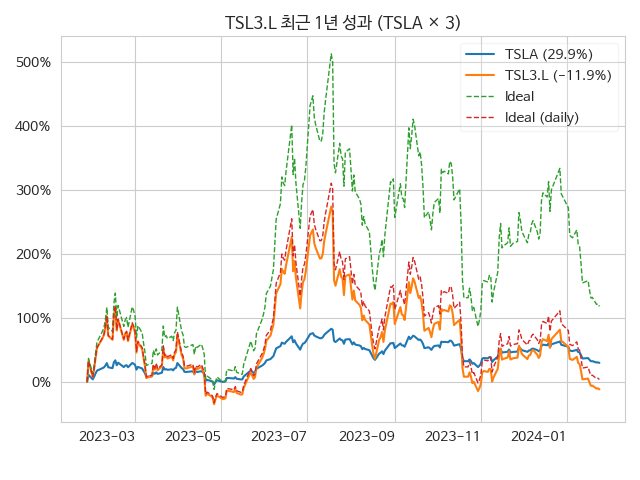 TSL3.L 최근 1년 성과 (TSLA × 3)
TSLA (29.9%)
TSL3.L (−11.9%)
Ideal
Ideal (daily)
500%
400%
300%
200%
100%
0%
2023−03
2023−05
2023−07
2023−09
2023−11
2024−01